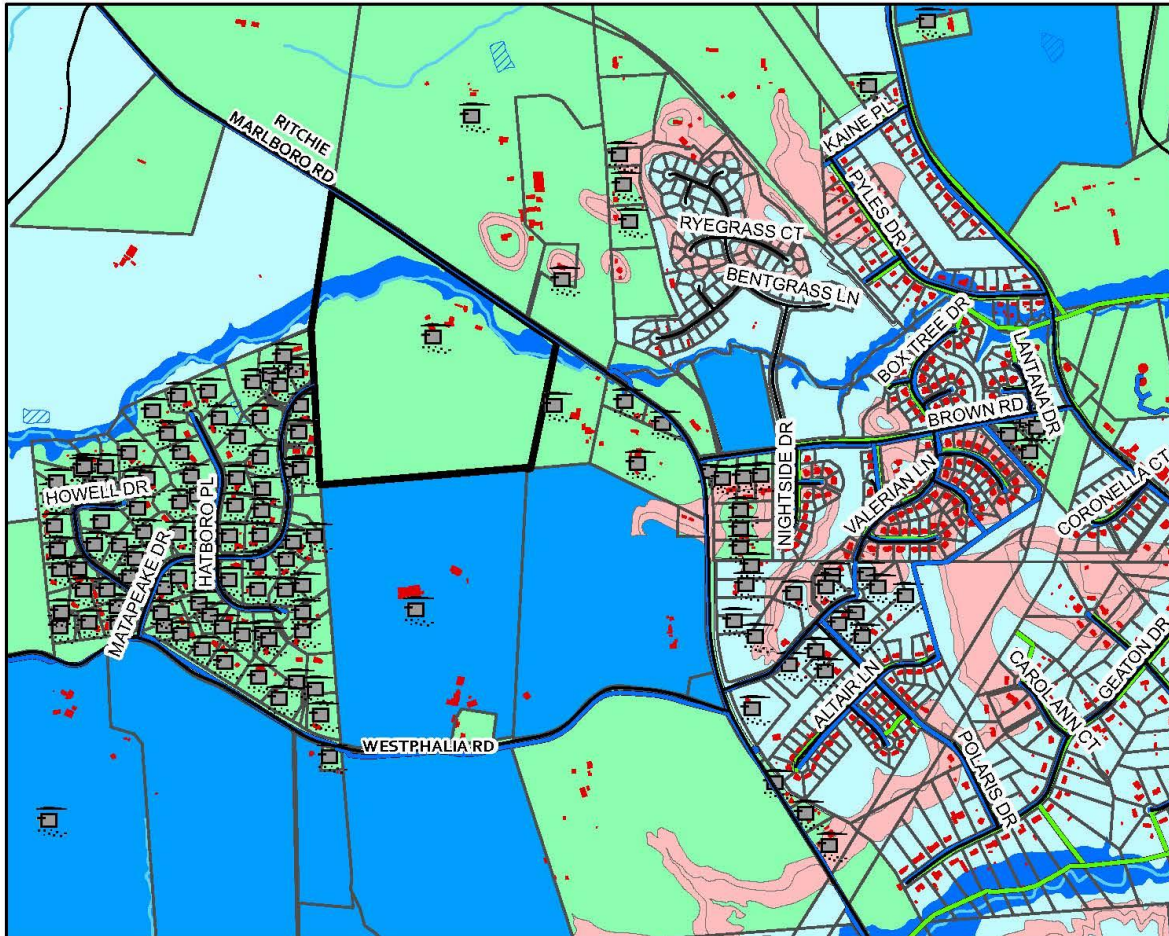 RITCHIE
MARLBORO RD
KAINE PL
PYLES DR
RYEGRASS CT
BENTGRASS LN
BOX TREE DR
LANTANA DR
BROWN RD
NIGHTSIDE DR
VALERIAN LN
CORONELLA CT
HOWELL DR
HATBORO PL
MATAPEAKE DR
GEATON DR
CAROL ANN CT
ALTAIR LN
POLARIS DR
WESTPHALIA RD